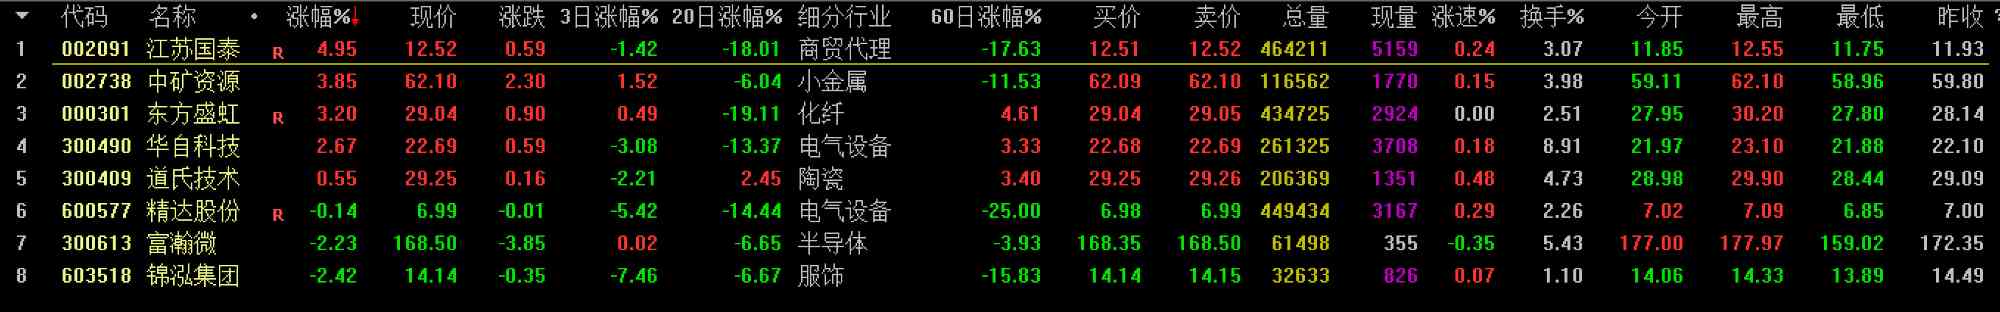 代码 名称 • 涨幅%↓ 现价 涨跌 3日涨幅% 20日涨幅% 细分行业 60日涨幅% 买价 卖价 总量 现量 涨速% 换手% 今开 最高 最低 昨收
1 002091 江苏国泰 R 4.95 12.52 0.59 -1.42 -18.01 商贸代理 -17.63 12.51 12.52 464211 5159 0.24 3.07 11.85 12.55 11.75 11.93
2 002738 中矿资源 3.85 62.10 2.30 1.52 -6.04 小金属 -11.53 62.09 62.10 116562 1770 0.15 3.98 59.11 62.10 58.96 59.80
3 000301 东方盛虹 R 3.20 29.04 0.90 0.49 -19.11 化纤 4.61 29.04 29.05 434725 2924 0.00 2.51 27.95 30.20 27.80 28.14
4 300490 华自科技 2.67 22.69 0.59 -3.08 -13.37 电气设备 3.33 22.68 22.69 261325 3708 0.18 8.91 21.97 23.10 21.88 22.10
5 300409 道氏技术 0.55 29.25 0.16 -2.21 2.45 陶瓷 3.40 29.25 29.26 206369 1351 0.48 4.73 28.98 29.90 28.44 29.09
6 600577 精达股份 R -0.14 6.99 -0.01 -5.42 -14.44 电气设备 -25.00 6.98 6.99 449434 3167 0.29 2.26 7.02 7.09 6.85 7.00
7 300613 富瀚微 -2.23 168.50 -3.85 0.02 -6.65 半导体 -3.93 168.35 168.50 61498 355 -0.35 5.43 177.00 177.97 159.02 172.35
8 603518 锦泓集团 -2.42 14.14 -0.35 -7.46 -6.67 服饰 -15.83 14.14 14.15 32633 826 0.07 1.10 14.06 14.33 13.89 14.49